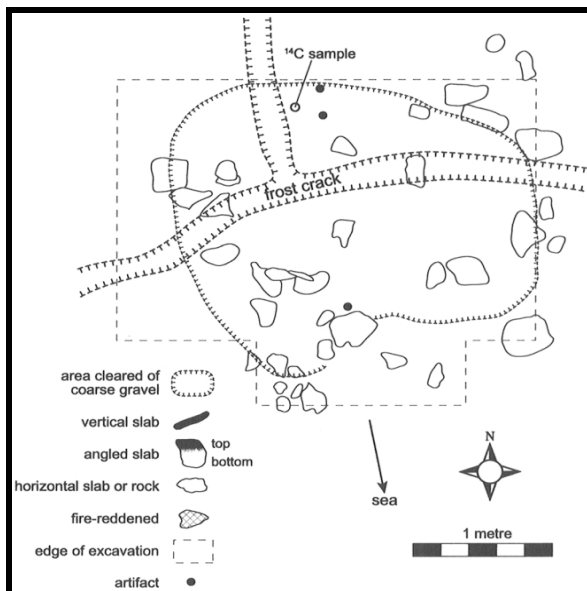 ¹⁴C sample
frost crack
area cleared of
coarse gravel
vertical slab
angled slab
top
bottom
horizontal slab or rock
fire-reddened
edge of excavation
artifact
sea
N
1 metre